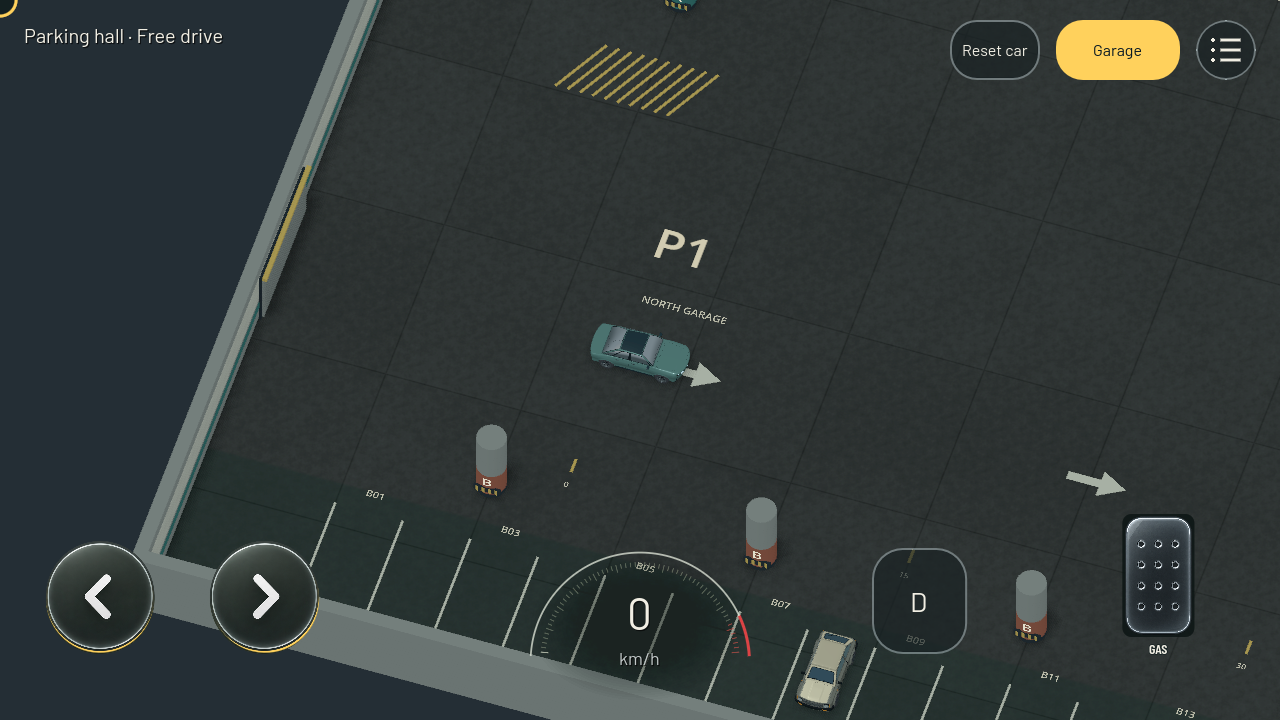 Parking hall · Free drive
Reset car
Garage
P1
NORTH GARAGE
B
0
B01
B03
B05
B
15
B07
B09
B
B11
30
B13
0
km/h
D
GAS